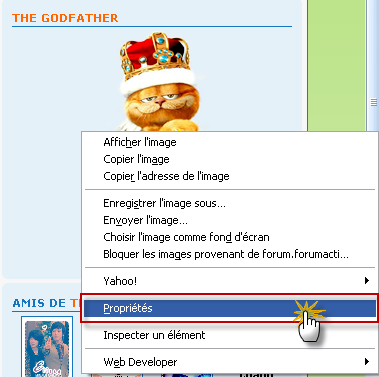 THE GODFATHER
Afficher l'image
Copier l'image
Copier l'adresse de l'image
Enregistrer l'image sous...
Envoyer l'image...
Choisir l'image comme fond d'écran
Bloquer les images provenant de forum.forumacti...
Yahoo!
AMIS DE
Propriétés
Inspecter un élément
Web Developer